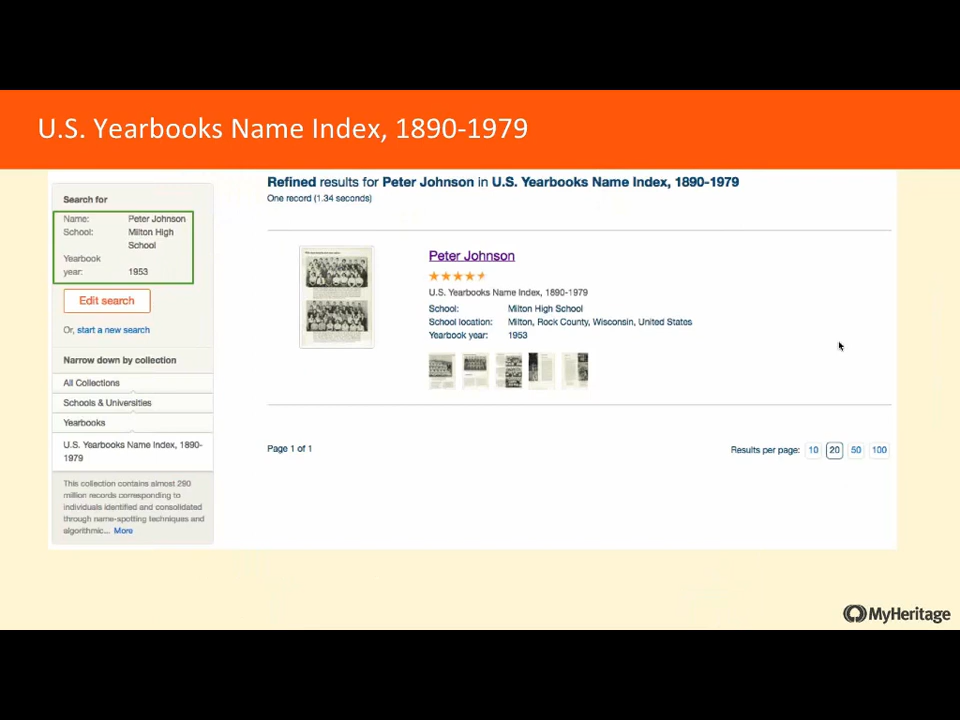 U.S. Yearbooks Name Index, 1890-1979
Search for
Name: Peter Johnson
School: Milton High
School
Yearbook
year: 1953
Edit search
Or, start a new search
Narrow down by collection
All Collections
Schools & Universities
Yearbooks
U.S. Yearbooks Name Index, 1890-
1979
This collection contains almost 290
million records corresponding to
individuals identified and consolidated
through name-spotting techniques and
algorithmic... More
Refined results for Peter Johnson in U.S. Yearbooks Name Index, 1890-1979
One record (1.34 seconds)
Peter Johnson
U.S. Yearbooks Name Index, 1890-1979
School: Milton High School
School location: Milton, Rock County, Wisconsin, United States
Yearbook year: 1953
Page 1 of 1
Results per page: 10 20 50 100
MyHeritage